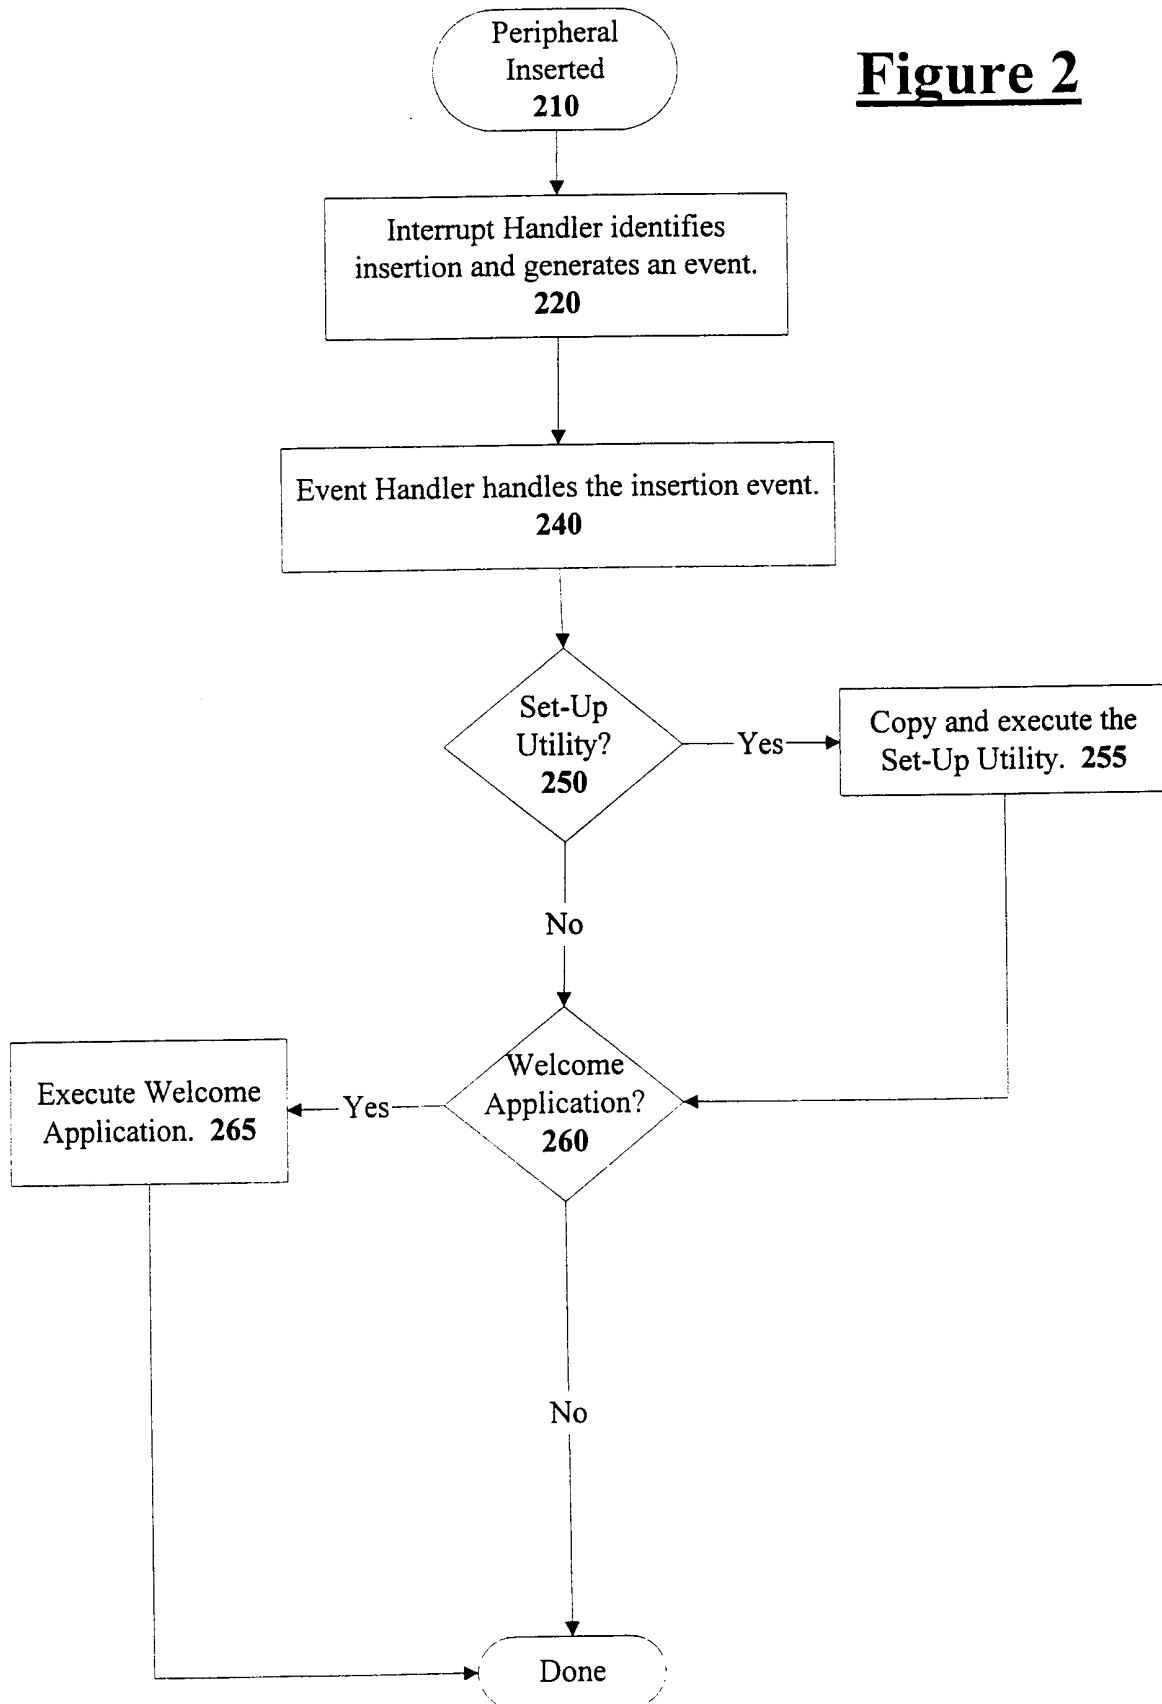 Peripheral
Inserted
210
Figure 2
Interrupt Handler identifies
insertion and generates an event.
220
Event Handler handles the insertion event.
240
Set-Up
Utility?
250
Yes
Copy and execute the
Set-Up Utility. 255
No
Welcome
Application?
260
Yes
Execute Welcome
Application. 265
No
Done